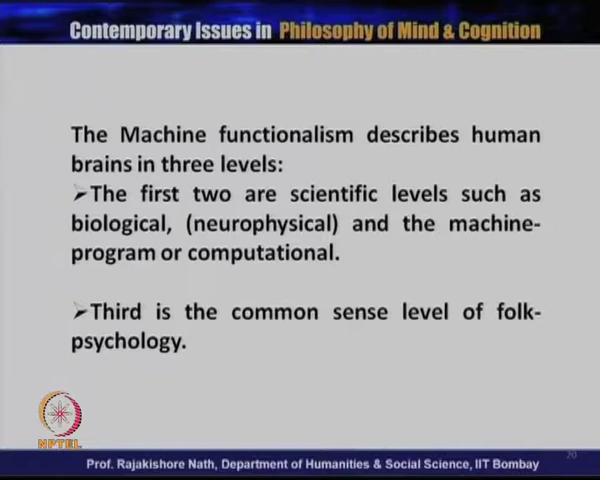 Contemporary Issues in Philosophy of Mind & Cognition
The Machine functionalism describes human
brains in three levels:
➢The first two are scientific levels such as
biological, (neurophysical) and the machine-
program or computational.
➢Third is the common sense level of folk-
psychology.
NPTEL
20
Prof. Rajakishore Nath, Department of Humanities & Social Science, IIT Bombay